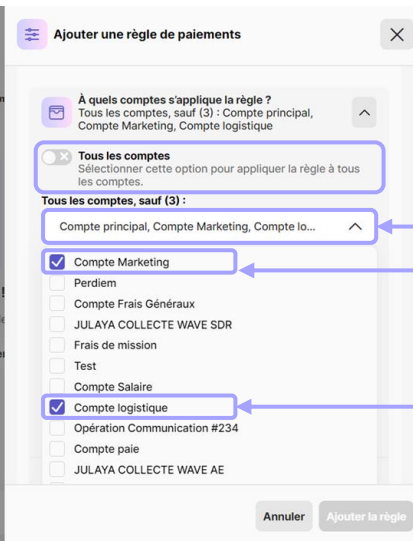 Ajouter une règle de paiements
À quels comptes s'applique la règle ?
Tous les comptes, sauf (3) : Compte principal,
Compte Marketing, Compte logistique
Tous les comptes
Sélectionner cette option pour appliquer la règle à tous
les comptes.
Tous les comptes, sauf (3) :
Compte principal, Compte Marketing, Compte lo...
Compte Marketing
Perdiem
Compte Frais Généraux
JULAYA COLLECTE WAVE SDR
Frais de mission
Test
Compte Salaire
Compte logistique
Opération Communication #234
Compte paie
JULAYA COLLECTE WAVE AE
Annuler
Ajouter la règle